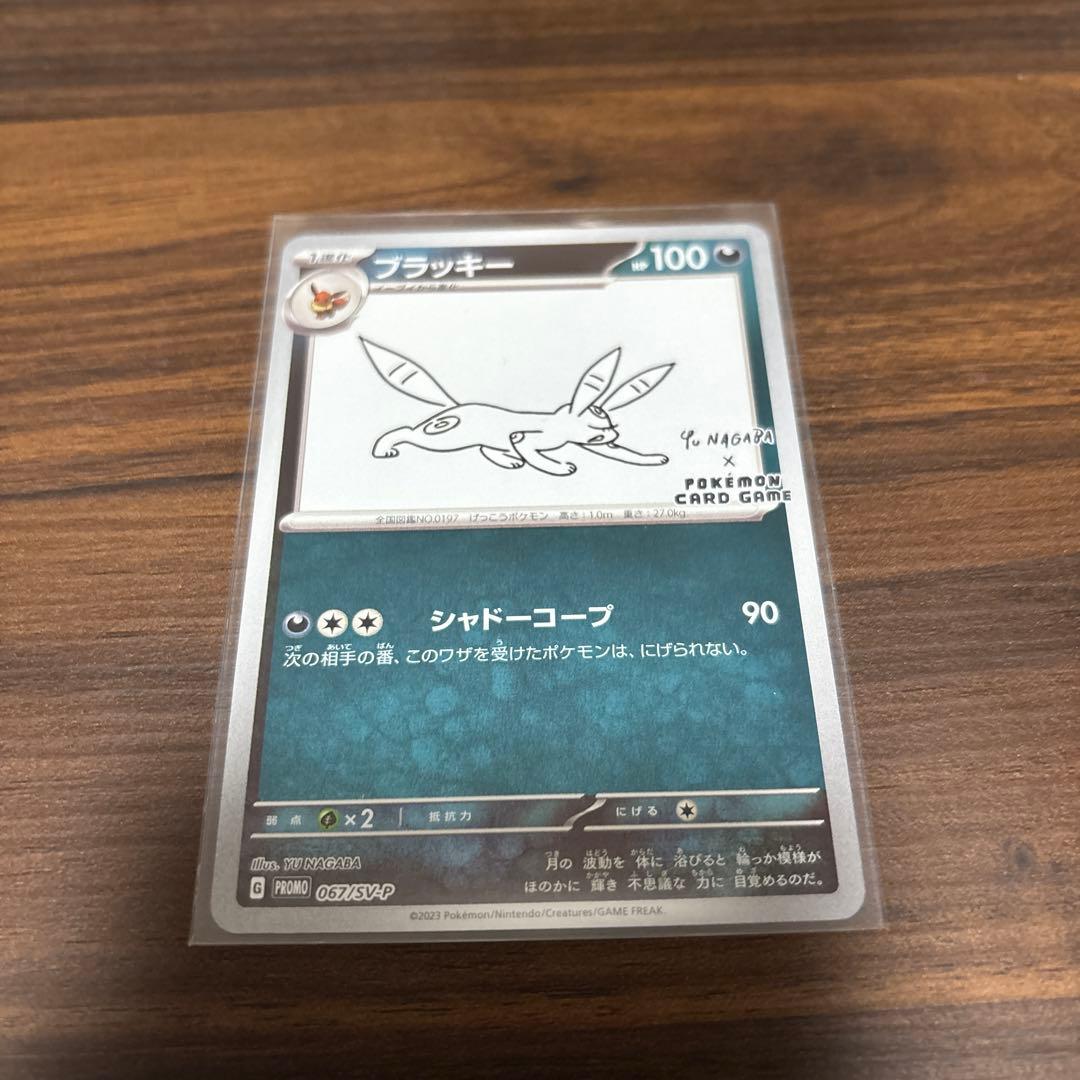 1進化
ブラッキー
HP 100
イーブイから進化
Yu NAGABA
×
POKÉMON
CARD GAME
全国図鑑NO.0197 げっこうポケモン 高さ：1.0m 重さ：27.0kg
シャドーコープ 90
次の相手の番、このワザを受けたポケモンは、にげられない。
弱点 ×2 抵抗力 にげる
Illus. YU NAGABA
月の 波動を 体に 浴びると 輪っか模様が
ほのかに 輝き 不思議な 力に 目覚めるのだ。
G PROMO 067/SV-P
©2023 Pokémon/Nintendo/Creatures/GAME FREAK.